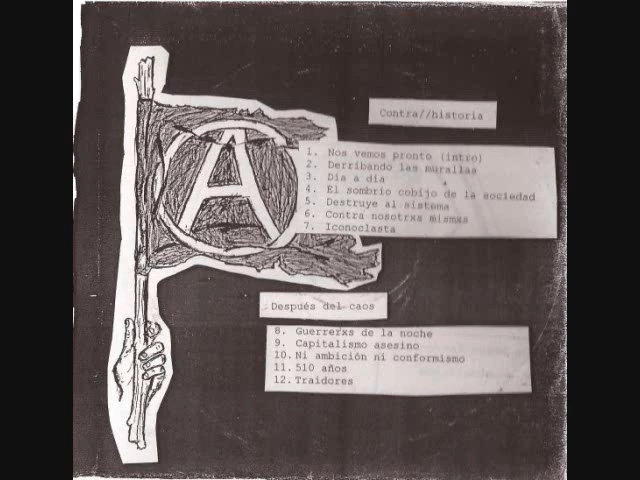 A
Contra//historia
1. Nos vemos pronto (intro)
2. Derribando las murallas
3. Día a día
4. El sombrio cobijo de la sociedad
5. Destruye al sistema
6. Contra nosotrxs mismxs
7. Iconoclasta
Después del caos
8. Guerrerxs de la noche
9. Capitalismo asesino
10. Ni ambición ni conformismo
11. 510 años
12. Traidores